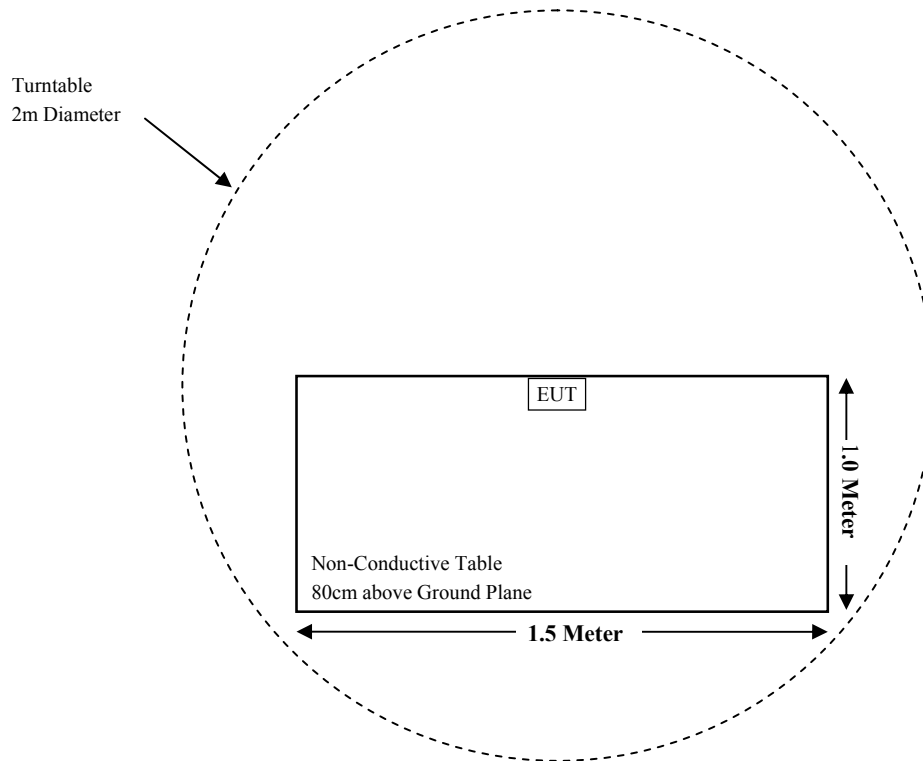 Turntable
2m Diameter
EUT
1.0 Meter
Non-Conductive Table
80cm above Ground Plane
1.5 Meter